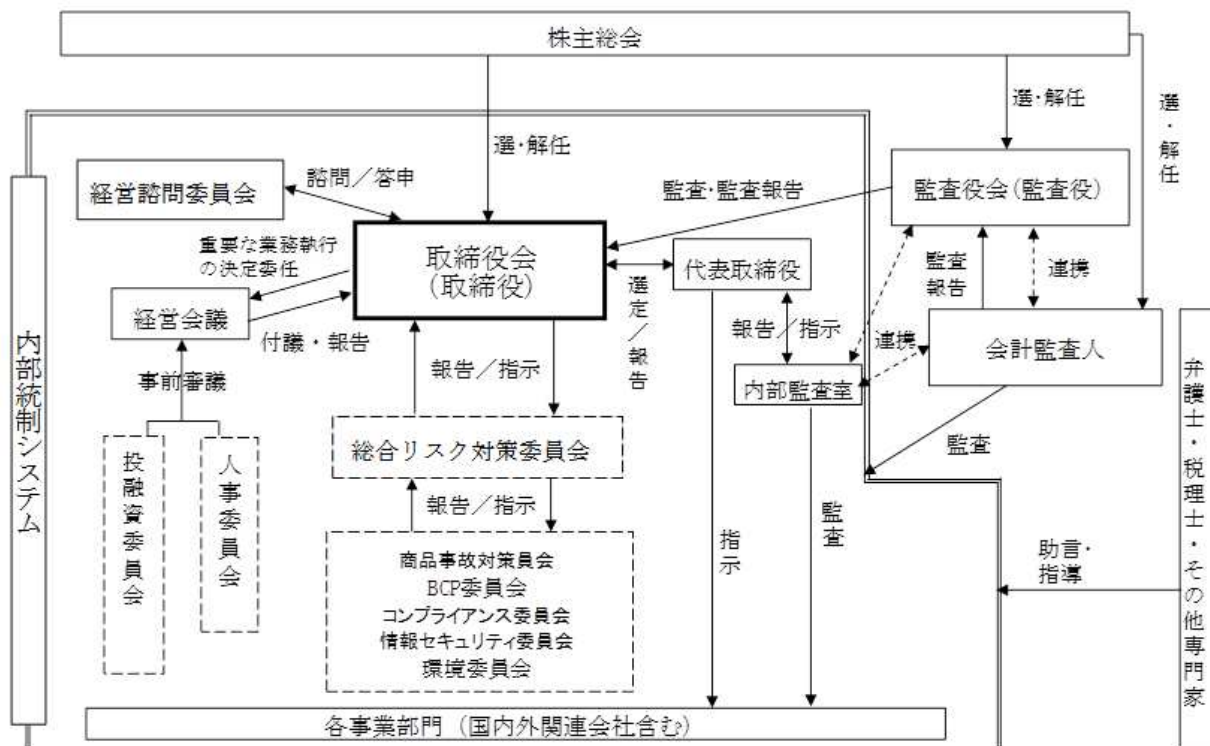 株主総会
選・解任
選・解任
選・解任
経営諮問委員会
諮問／答申
監査・監査報告
監査役会(監査役)
重要な業務執行
の決定委任
取締役会
(取締役)
選定／報告
代表取締役
監査
報告
連携
経営会議
付議・報告
報告／指示
連携
会計監査人
内部統制システム
事前審議
報告／指示
内部監査室
弁護士・税理士・その他専門家
投融資委員会
人事委員会
総合リスク対策委員会
監査
報告／指示
指示
監査
商品事故対策員会
BCP委員会
コンプライアンス委員会
情報セキュリティ委員会
環境委員会
助言・
指導
各事業部門（国内外関連会社含む）